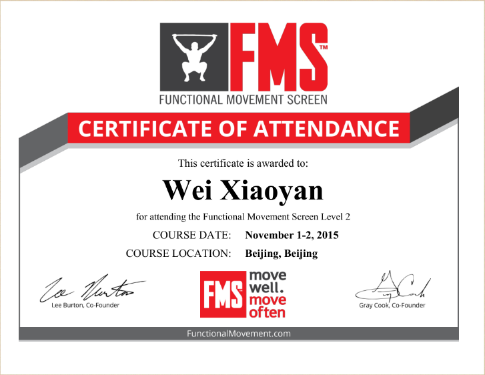 FMS™
FUNCTIONAL MOVEMENT SCREEN
CERTIFICATE OF ATTENDANCE
This certificate is awarded to:
Wei Xiaoyan
for attending the Functional Movement Screen Level 2
COURSE DATE: November 1-2, 2015
COURSE LOCATION: Beijing, Beijing
FMS
move
well.
move
often
Lee Burton
Lee Burton, Co-Founder
Gray Cook, Co-Founder
FunctionalMovement.com